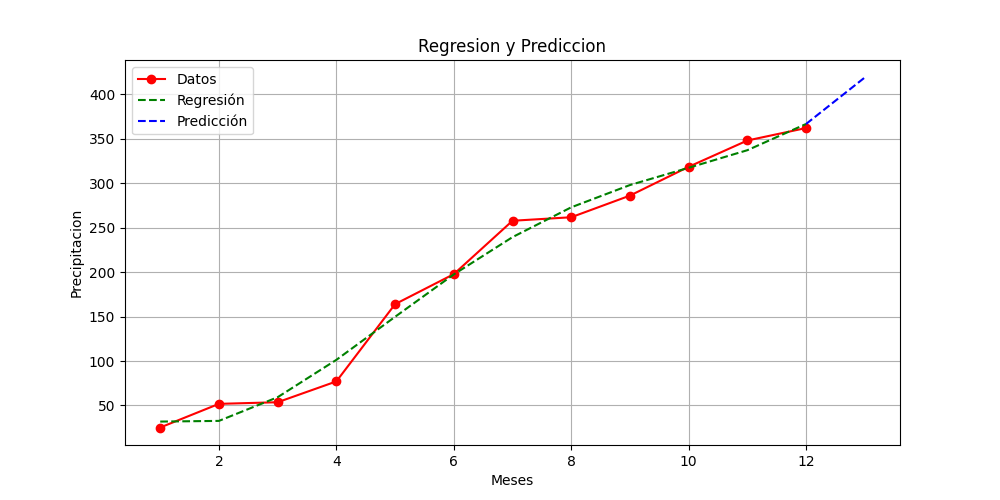 Regresion y Prediccion
Datos
Regresión
Predicción
Precipitacion
400
350
300
250
200
150
100
50
2 4 6 8 10 12
Meses